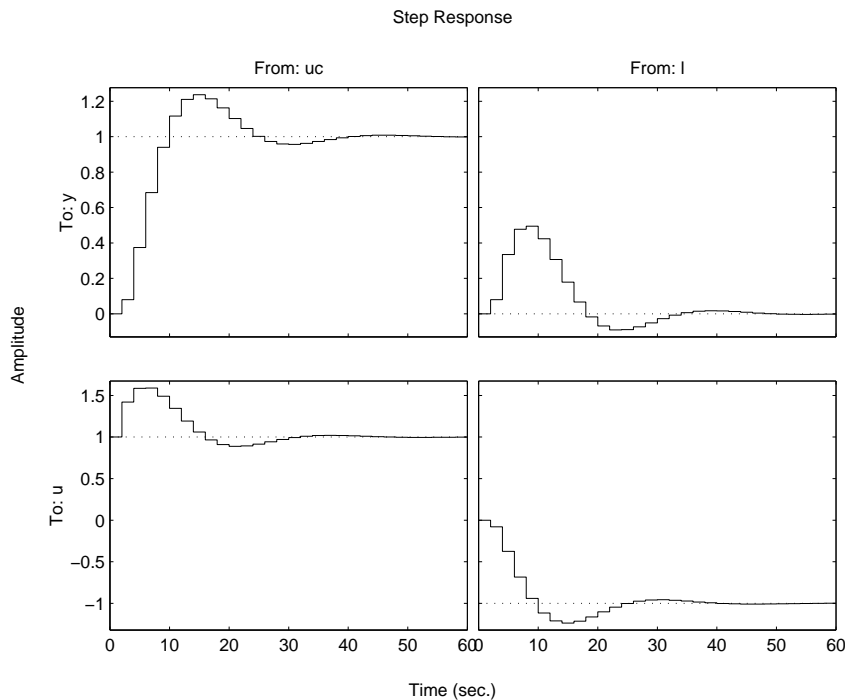 Step Response
From: uc
From: l
Amplitude
To: y
1.2
1
0.8
0.6
0.4
0.2
0
To: u
1.5
1
0.5
0
−0.5
−1
0 10 20 30 40 50 60
0 10 20 30 40 50 60
Time (sec.)